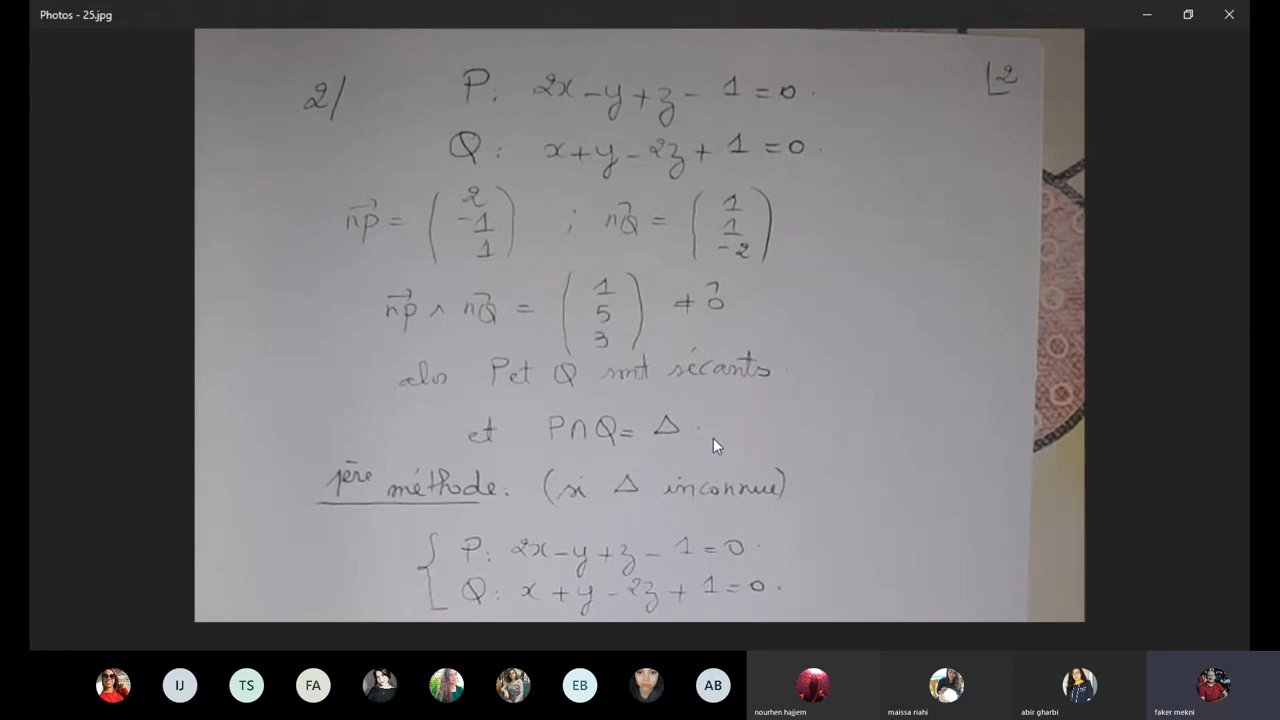 Photos - 25.jpg
2/ P: 2x-y+z-1=0. 2
Q: x+y-2z+1=0.
nP = (2 -1 1) ; nQ = (1 1 -2)
nP ∧ nQ = (1 5 3) ≠ 0
alors P et Q sont sécants.
et P∩Q= Δ.
1ère méthode: (si Δ inconnue)
P: 2x-y+z-1=0.
Q: x+y-2z+1=0.
IJ TS FA EB AB
nourhen hajjem maissa riahi abir gharbi faker mekni